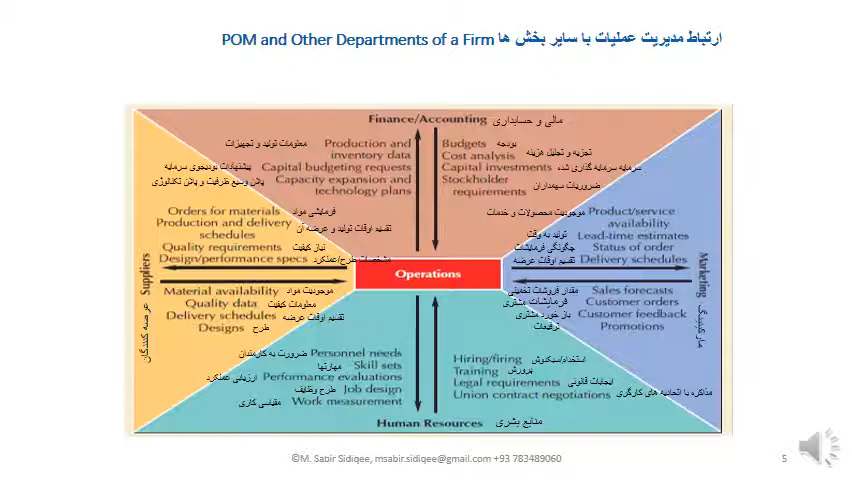 POM and Other Departments of a Firm ارتباط مدیریت عملیات با سایر بخش ها
Finance/Accounting مالی و حسابداری
Production and معلومات تولید و تجهیزات
inventory data
Capital budgeting requests پیشنهادات بودیجوی سرمایه
Capacity expansion and پلان وسیع ظرفیت و پلان تکنالوژی
technology plans
Budgets بودجه
Cost analysis تجزیه و تحلیل هزینه
Capital investments سرمایه سرمایه گذاری شده
Stockholder ضروریات سهمداران
requirements
Suppliers عرضه کنندگان
Orders for materials فرمایشی مواد
Production and delivery
schedules تقسیم اوقات تولید و عرضه آن
Quality requirements نیاز کیفیت
Design/performance specs مشخصات طرح/عملکرد
Material availability موجودیت مواد
Quality data معلومات کیفیت
Delivery schedules تقسیم اوقات عرضه
Designs طرح
Operations
Product/service موجودیت محصولات و خدمات
availability
Lead-time estimates تولید به وقت
Status of order چگونگی فرمایشات
Delivery schedules تقسیم اوقات عرضه
Sales forecasts مقدار فروشات تخمینی
Customer orders فرمایشات مشتری
Customer feedback باز خورد مشتری
Promotions ترفیعات
Marketing مارکیتینگ
Personnel needs ضرورت به کارمندان
Skill sets مهارتها
Performance evaluations ارزیابی عملکرد
Job design طرح وظایف
Work measurement مقیاسی کاری
Hiring/firing استخدام/سبکدوش
Training پرورش
Legal requirements ایجابات قانونی
Union contract negotiations مذاکره با اتحادیه های کارگری
Human Resources منابع بشری
©M. Sabir Sidiqee, msabir.sidiqee@gmail.com +93 783489060
5